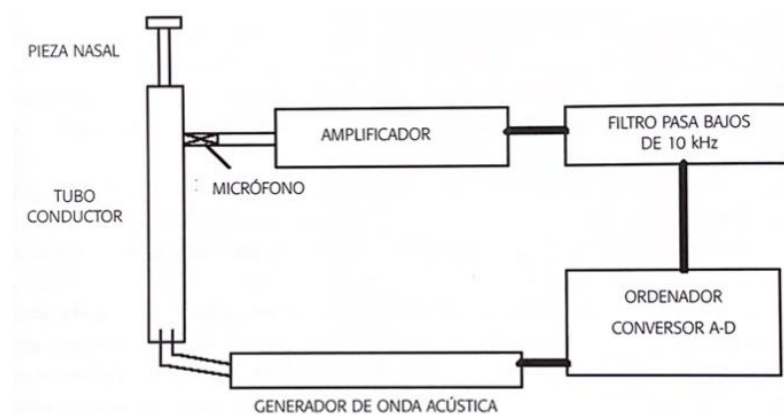 PIEZA NASAL
AMPLIFICADOR
FILTRO PASA BAJOS
DE 10 kHz
MICRÓFONO
TUBO
CONDUCTOR
ORDENADOR
CONVERSOR A-D
GENERADOR DE ONDA ACÚSTICA